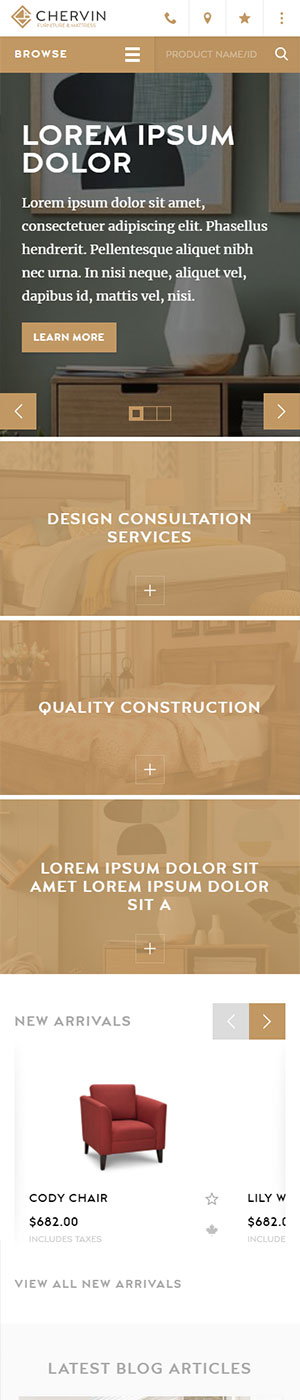 CHERVIN
FURNITURE & MATTRESS
BROWSE
PRODUCT NAME/ID
LOREM IPSUM
DOLOR
Lorem ipsum dolor sit amet,
consectetuer adipiscing elit. Phasellus
hendrerit. Pellentesque aliquet nibh
nec urna. In nisi neque, aliquet vel,
dapibus id, mattis vel, nisi.
LEARN MORE
DESIGN CONSULTATION
SERVICES
QUALITY CONSTRUCTION
LOREM IPSUM DOLOR SIT
AMET LOREM IPSUM DOLOR
SIT A
NEW ARRIVALS
CODY CHAIR
LILY W
$682.00
$682.0
INCLUDES TAXES
INCLUDE
VIEW ALL NEW ARRIVALS
LATEST BLOG ARTICLES